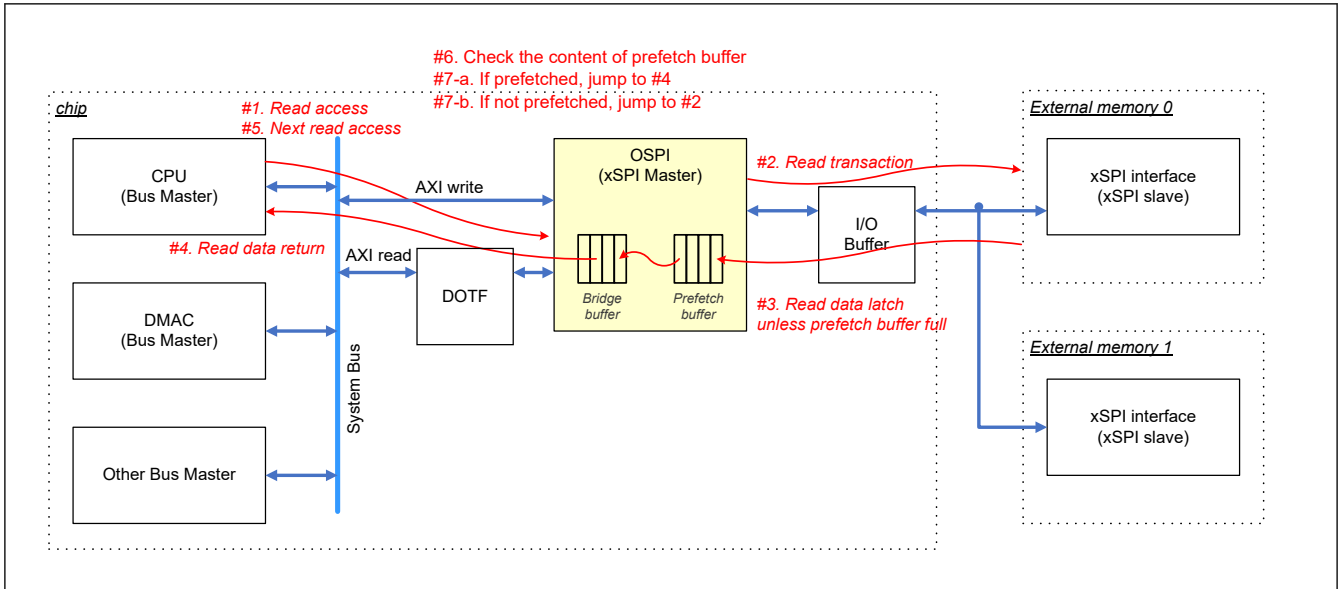 #6. Check the content of prefetch buffer
#7-a. If prefetched, jump to #4
#7-b. If not prefetched, jump to #2
chip
#1. Read access
#5. Next read access
External memory 0
CPU
(Bus Master)
AXI write
OSPI
(xSPI Master)
#2. Read transaction
xSPI interface
(xSPI slave)
I/O
Buffer
#4. Read data return
AXI read
DOTF
Bridge
buffer
Prefetch
buffer
#3. Read data latch
unless prefetch buffer full
DMAC
(Bus Master)
System Bus
External memory 1
xSPI interface
(xSPI slave)
Other Bus Master